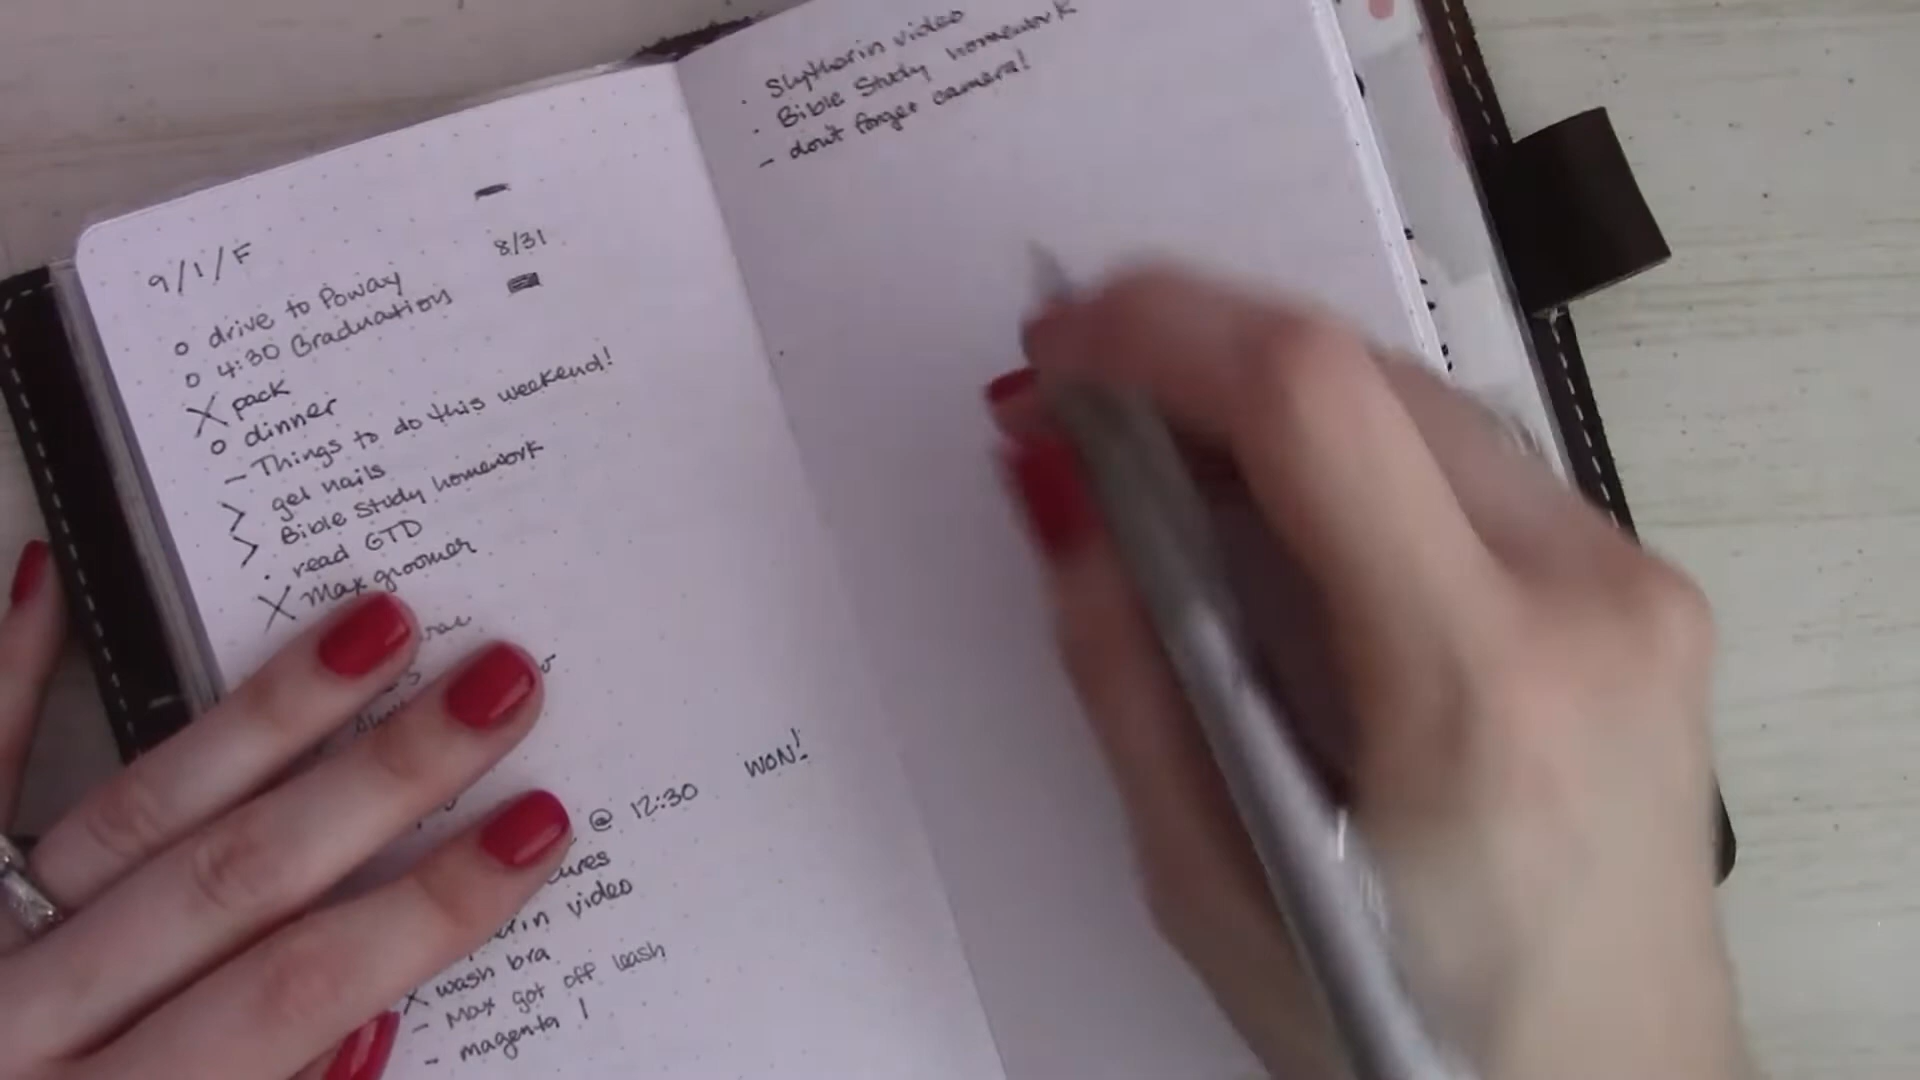 9/1/F 8/31
o drive to Poway
o 4:30 Graduation
X pack
o dinner
- Things to do this weekend!
> gel nails
> Bible Study homework
. read GTD
X Max groomer
@ 12:30 WON!
video
X wash bra
- Max got off leash
- magenta 1
. Slytherin video
. Bible Study homework
- don't forget camera!